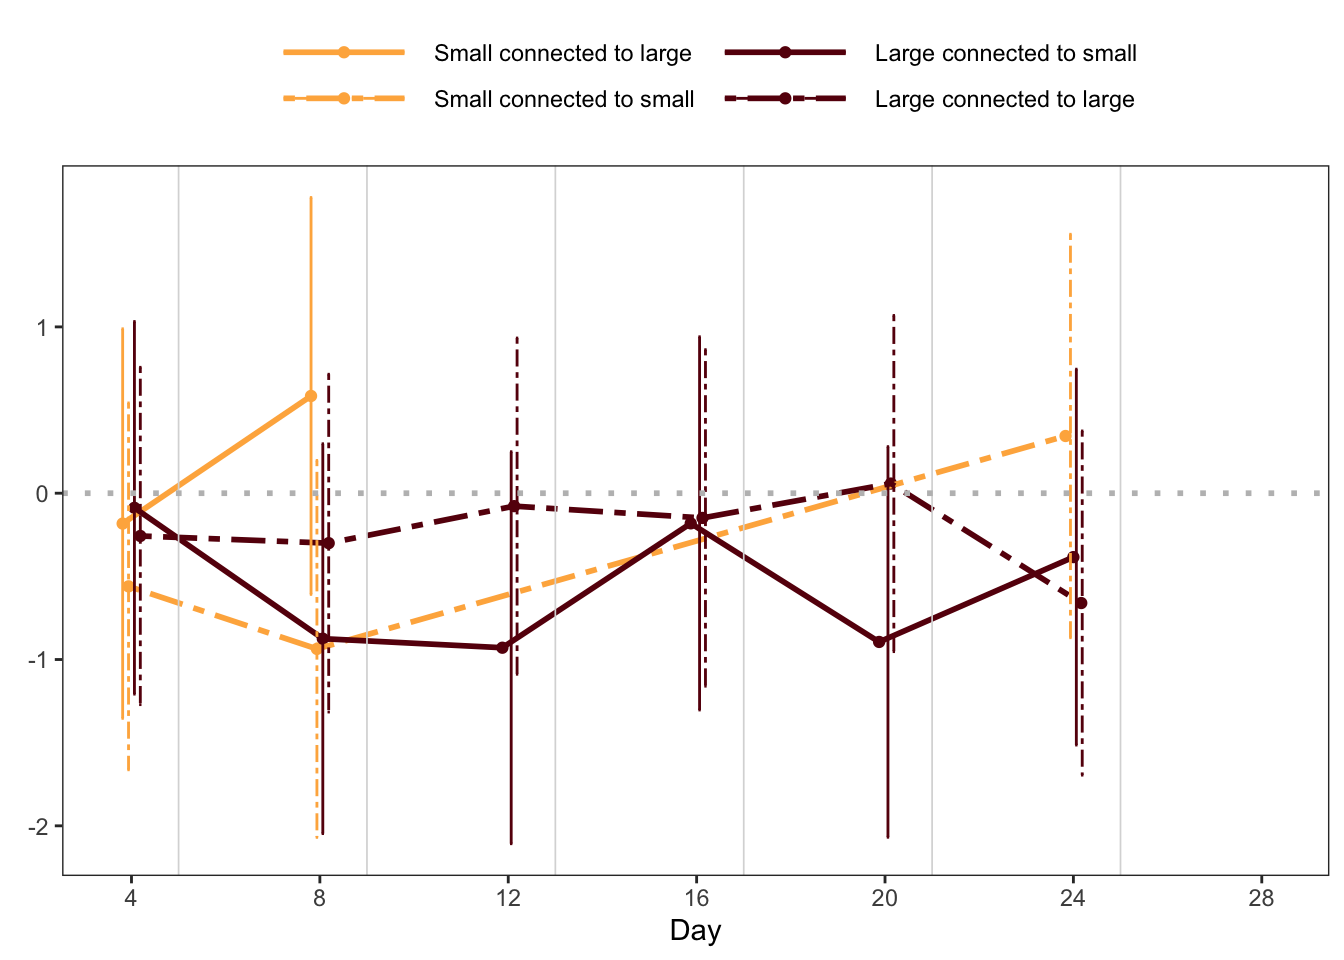 Small connected to large Large connected to small
Small connected to small Large connected to large
1
0
-1
-2
4 8 12 16 20 24 28
Day